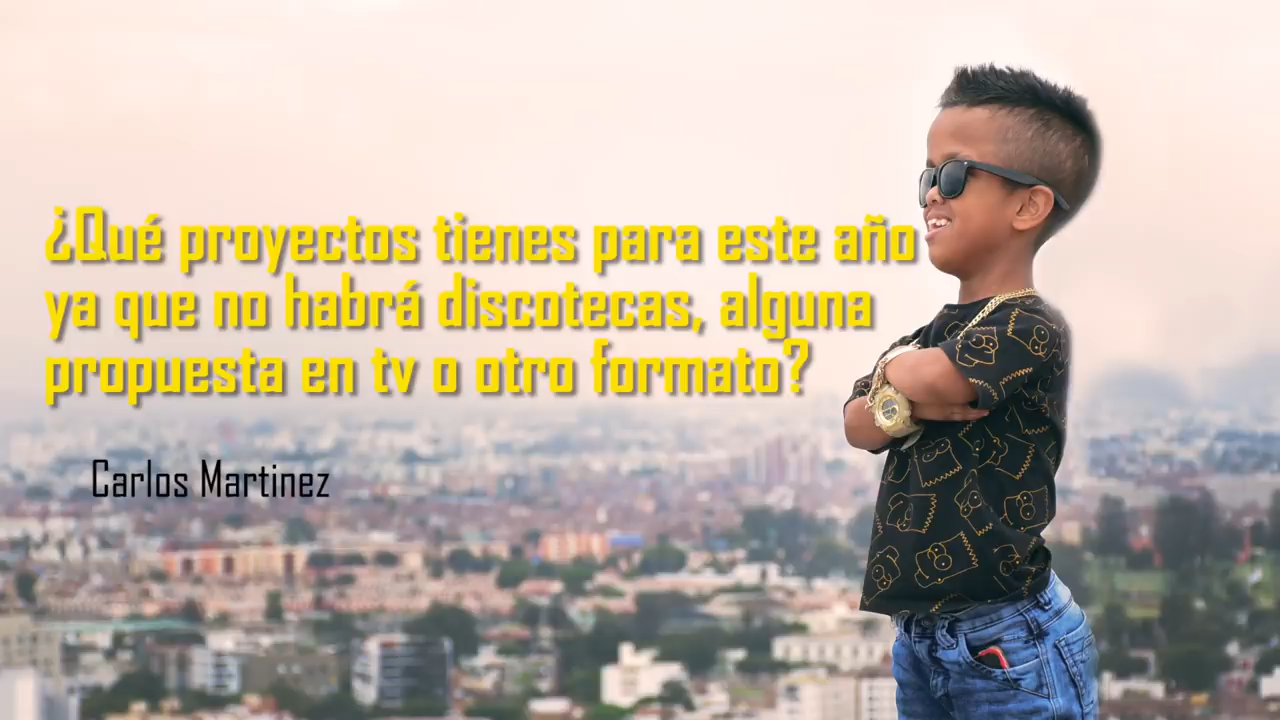 ¿Qué proyectos tienes para este año
ya que no habrá discotecas, alguna
propuesta en tv o otro formato?
Carlos Martinez